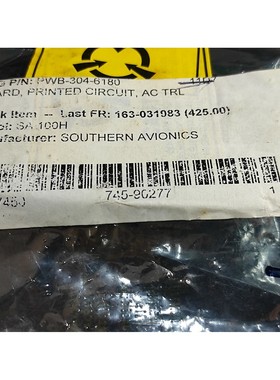 P/N: PWB-304-6180
ARD, PRINTED CIRCUIT, AC TRL
k Item -- Last FR: 163-031983 (425.00)
SA 100H
ufacturer: SOUTHERN AVIONICS
745-90277